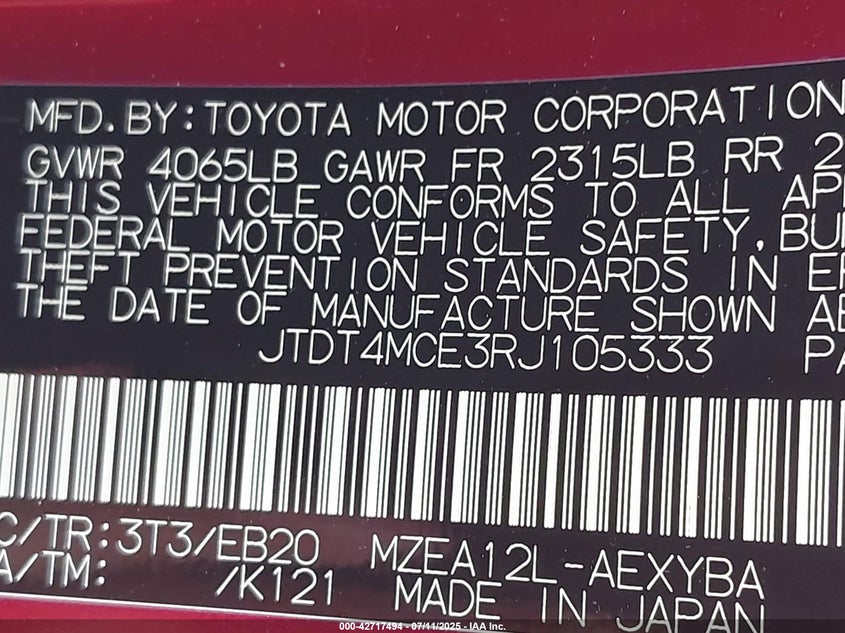 MFD.BY:TOYOTA MOTOR CORPORATION
GVWR 4065LB GAWR FR 2315LB RR 2
THIS VEHICLE CONFORMS TO ALL
FEDERAL MOTOR VEHICLE SAFETY,
THEFT PREVENTION STANDARDS IN
THE DATE OF MANUFACTURE SHOWN
JTDT4MCE3RJ105333
C/TR:3T3/EB20 MZEA12L-AEXYBA
A/TM: /K121 MADE IN JAPAN
000-42717494 - 07/11/2025 - IAA Inc.